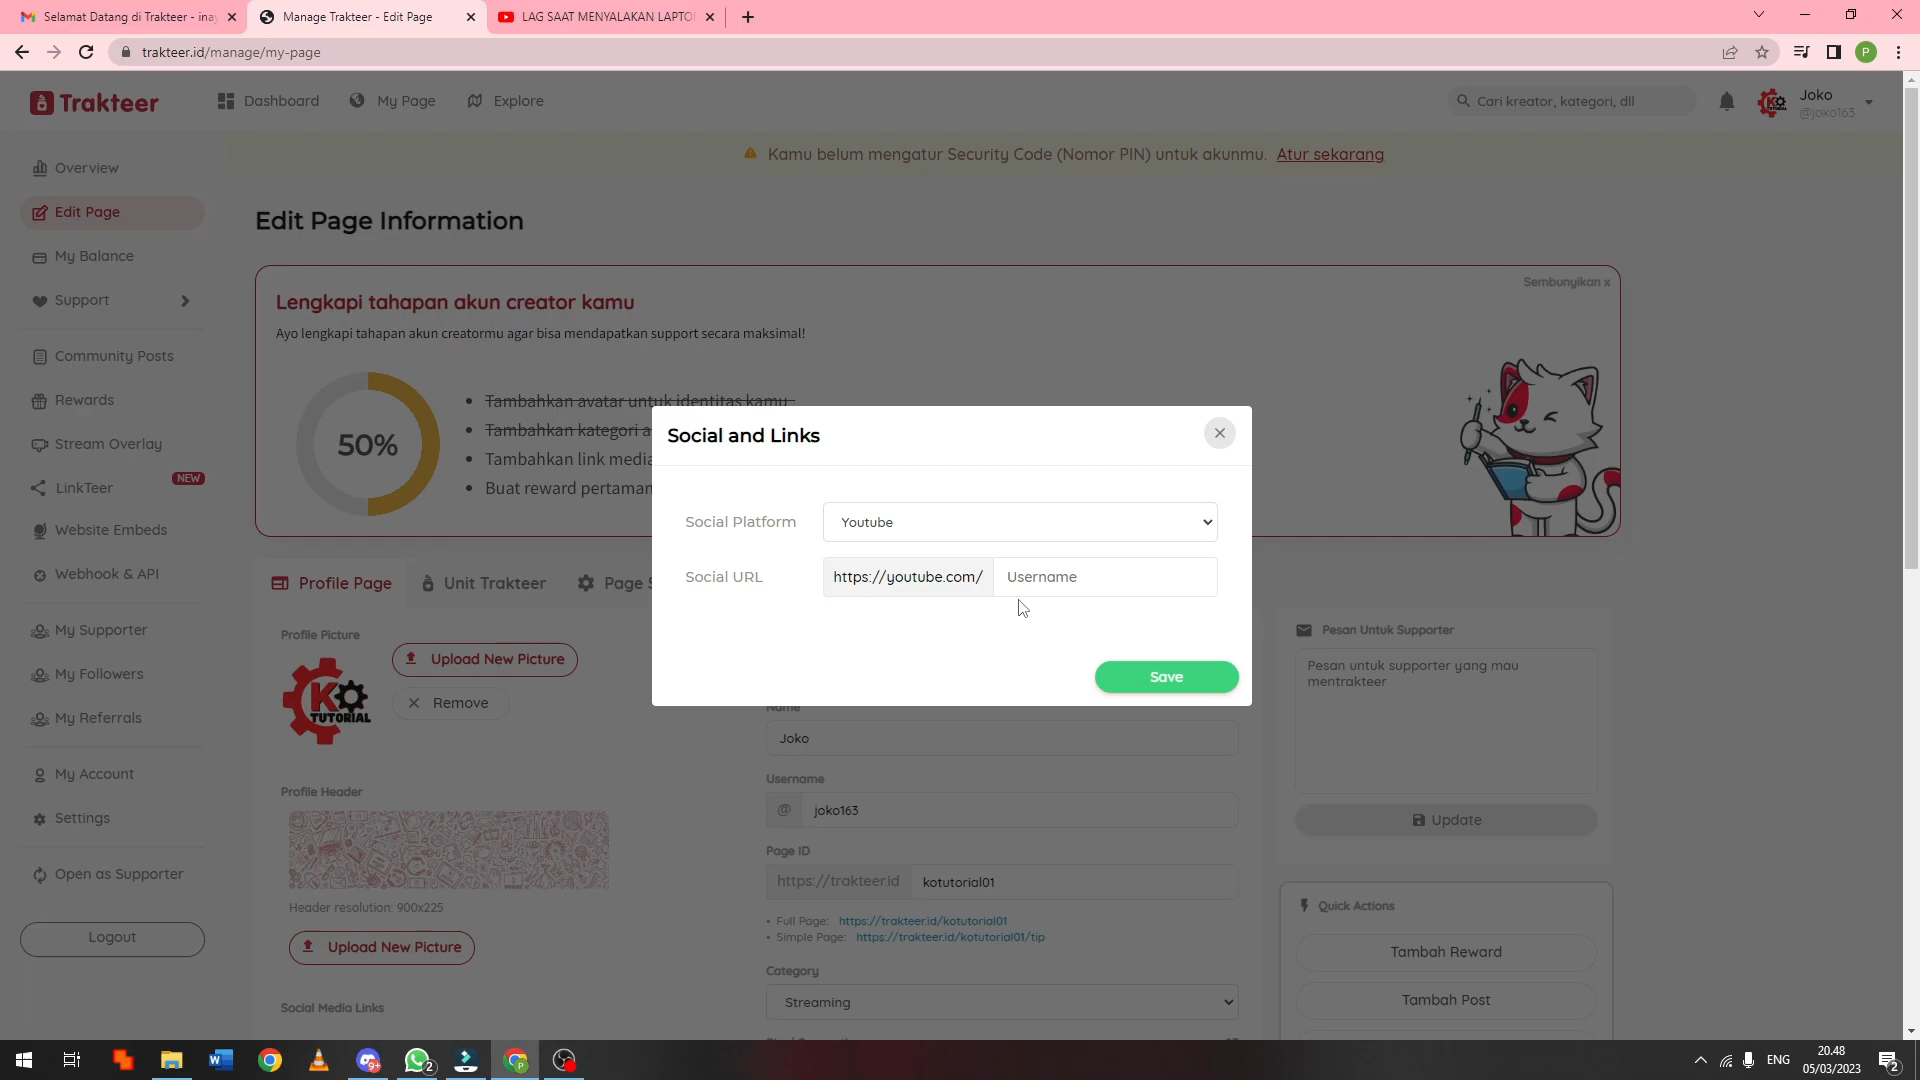 Selamat Datang di Trakteer - ina
Manage Trakteer - Edit Page
LAG SAAT MENYALAKAN LAPTO
trakteer.id/manage/my-page
P
Trakteer
Dashboard
My Page
Explore
Cari kreator, kategori, dll
Joko
@joko163
Kamu belum mengatur Security Code (Nomor PIN) untuk akunmu. Atur sekarang
Overview
Edit Page
My Balance
Support
Community Posts
Rewards
Stream Overlay
LinkTeer
NEW
Website Embeds
Webhook & API
My Supporter
My Followers
My Referrals
My Account
Settings
Open as Supporter
Logout
Edit Page Information
Sembunyikan x
Lengkapi tahapan akun creator kamu
Ayo lengkapi tahapan akun creatormu agar bisa mendapatkan support secara maksimal!
50%
Tambahkan avatar untuk identitas kamu
Tambahkan kategori a
Tambahkan link media
Buat reward pertaman
Social and Links
Social Platform
Youtube
Social URL
https://youtube.com/
Username
Save
Profile Page
Unit Trakteer
Page S
Profile Picture
KO
TUTORIAL
Upload New Picture
Remove
Profile Header
Header resolution: 900x225
Upload New Picture
Social Media Links
Name
Joko
Username
@ joko163
Page ID
https://trakteer.id kotutorial01
• Full Page: https://trakteer.id/kotutorial01
• Simple Page: https://trakteer.id/kotutorial01/tip
Category
Streaming
Pesan Untuk Supporter
Pesan untuk supporter yang mau
mentrakteer
Update
Quick Actions
Tambah Reward
Tambah Post
9+
2
P
ENG
20.48
05/03/2023
2